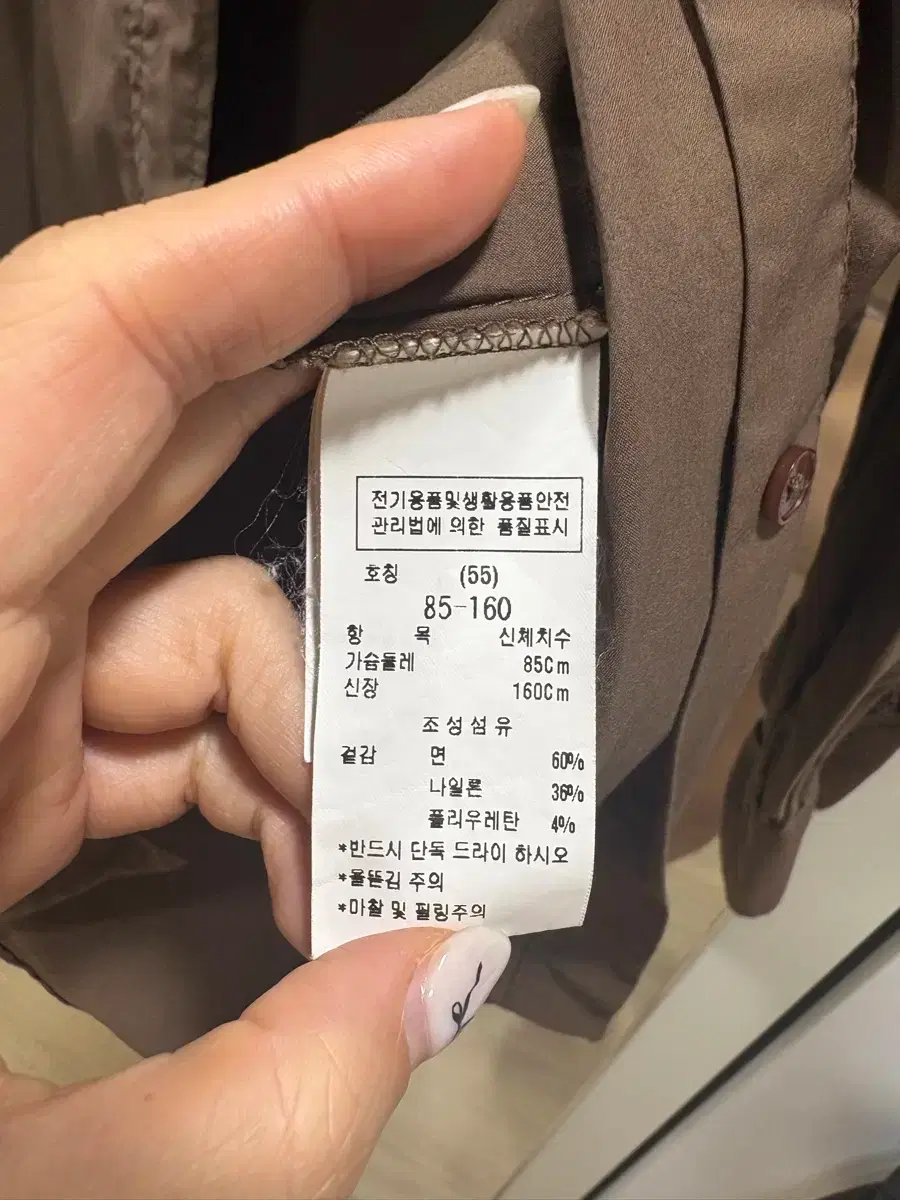 전기용품및생활용품안전
관리법에 의한 품질표시
호칭 (55)
85-160
항 목 신체치수
가슴둘레 85Cm
신장 160Cm
조성섬유
겉감 면 60%
나일론 36%
폴리우레탄 4%
*반드시 단독 드라이 하시오
*올뜯김 주의
*마찰 및 필링주의